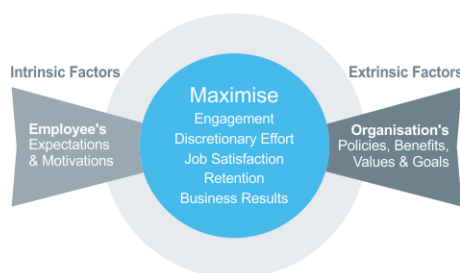 Intrinsic Factors
Extrinsic Factors
Employee's
Expectations
& Motivations
Maximise
Engagement
Discretionary Effort
Job Satisfaction
Retention
Business Results
Organisation's
Policies, Benefits,
Values & Goals